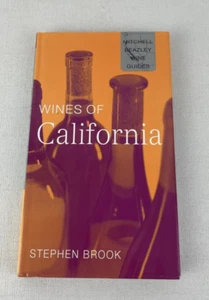 MITCHELL
BEAZLEY
WINE
GUIDES
WINES OF
California
STEPHEN BROOK